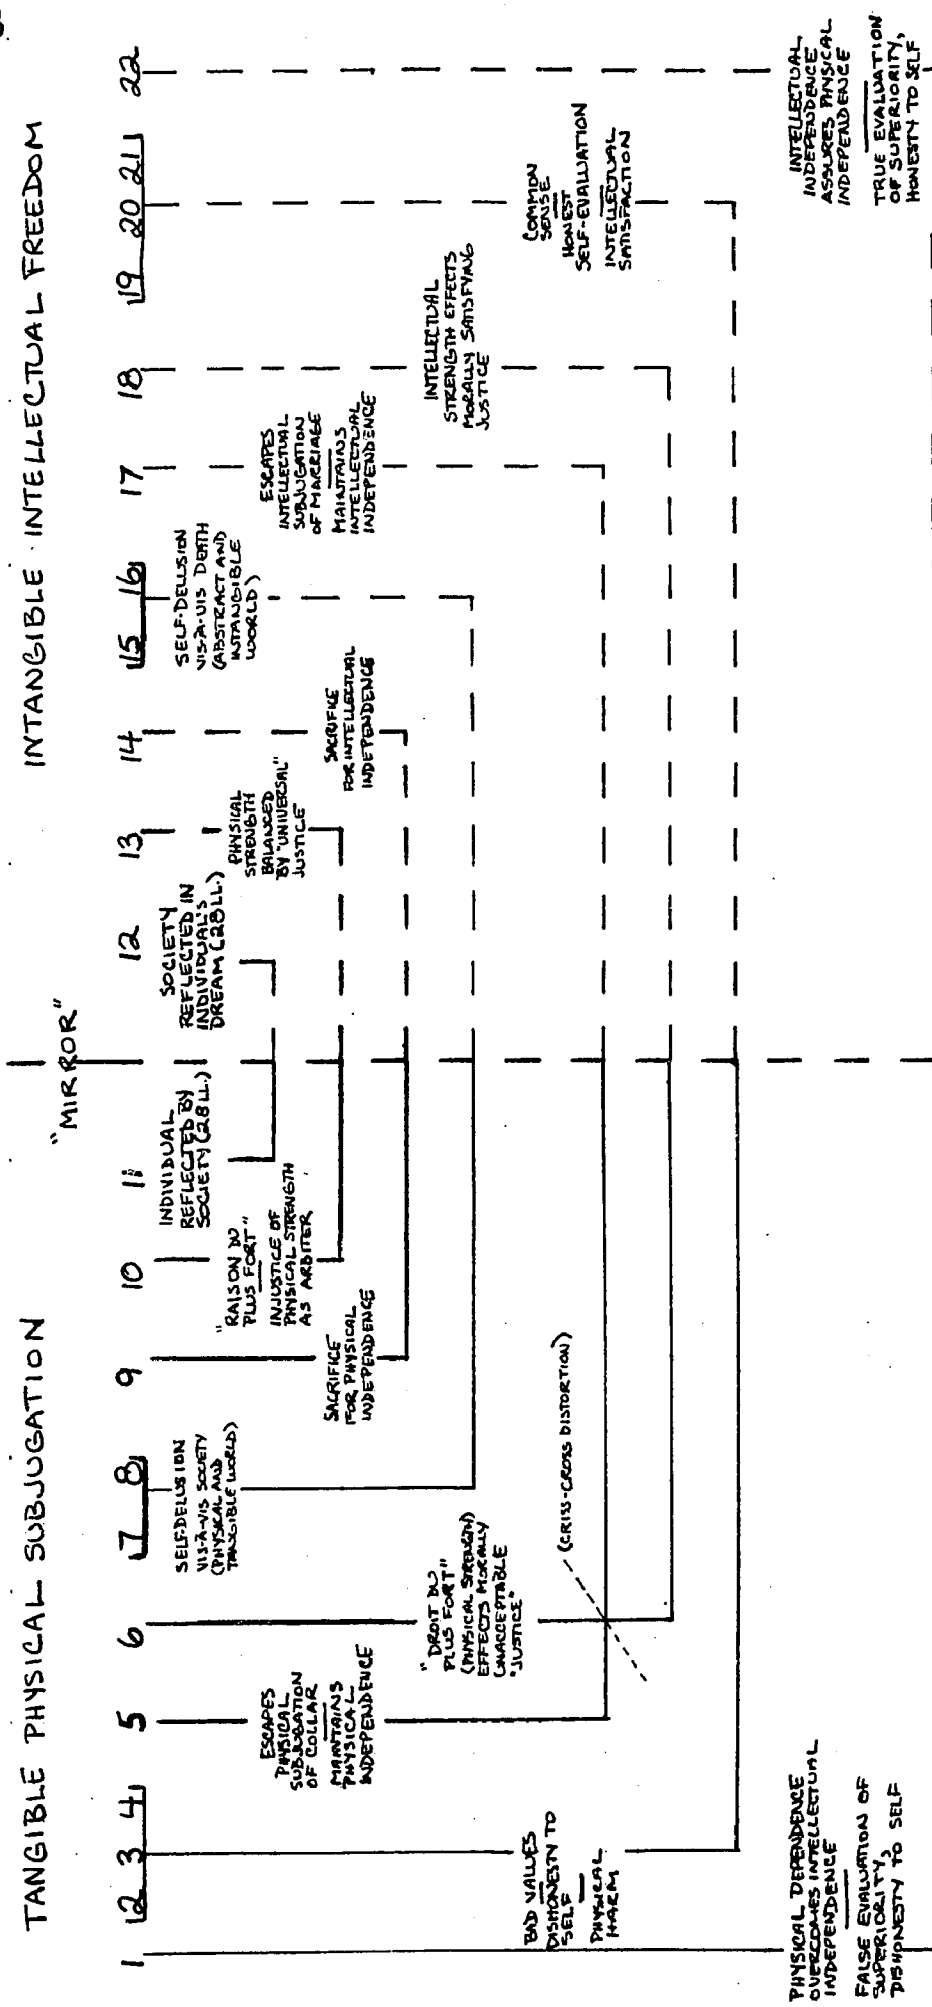 TANGIBLE PHYSICAL SUBJUGATION
"MIRROR"
INTANGIBLE INTELLECTUAL FREEDOM
1 2 3 4 5 6 7 8 9 10 11 12 13 14 15 16 17 18 19 20 21 22
PHYSICAL DEPENDENCE
OVERCOMES INTELLECTUAL
INDEPENDENCE
FALSE EVALUATION OF
SUPERIORITY,
DISHONESTY TO SELF
BAD VALUES
DISHONESTY TO
SELF
PHYSICAL
HARM
ESCAPES
PHYSICAL
SUBJUGATION
OF COLLAR
MAINTAINS
PHYSICAL
INDEPENDENCE
"DROIT DU
PLUS FORT"
(PHYSICAL STRENGTH)
EFFECTS MORALLY
UNACCEPTABLE
"JUSTICE"
(CRISS-CROSS DISTORTION)
SELF-DELUSION
VIS-À-VIS SOCIETY
(PHYSICAL AND
TANGIBLE WORLD)
SACRIFICE
FOR PHYSICAL
INDEPENDENCE
"RAISON DU
PLUS FORT"
INJUSTICE OF
PHYSICAL STRENGTH
AS ARBITER
INDIVIDUAL
REFLECTED BY
SOCIETY (28 LL.)
SOCIETY
REFLECTED IN
INDIVIDUAL'S
DREAM (28 LL.)
PHYSICAL
STRENGTH
BALANCED
BY "UNIVERSAL"
JUSTICE
SACRIFICE
FOR INTELLECTUAL
INDEPENDENCE
SELF-DELUSION
VIS-À-VIS DEATH
(ABSTRACT AND
INTANGIBLE
WORLD)
ESCAPES
INTELLECTUAL
SUBJUGATION
OF MARRIAGE
MAINTAINS
INTELLECTUAL
INDEPENDENCE
INTELLECTUAL
STRENGTH EFFECTS
MORALLY SATISFYING
JUSTICE
COMMON
SENSE
HONEST
SELF-EVALUATION
INTELLECTUAL
SATISFACTION
INTELLECTUAL
INDEPENDENCE
ASSURES PHYSICAL
INDEPENDENCE
TRUE EVALUATION
OF SUPERIORITY,
HONESTY TO SELF